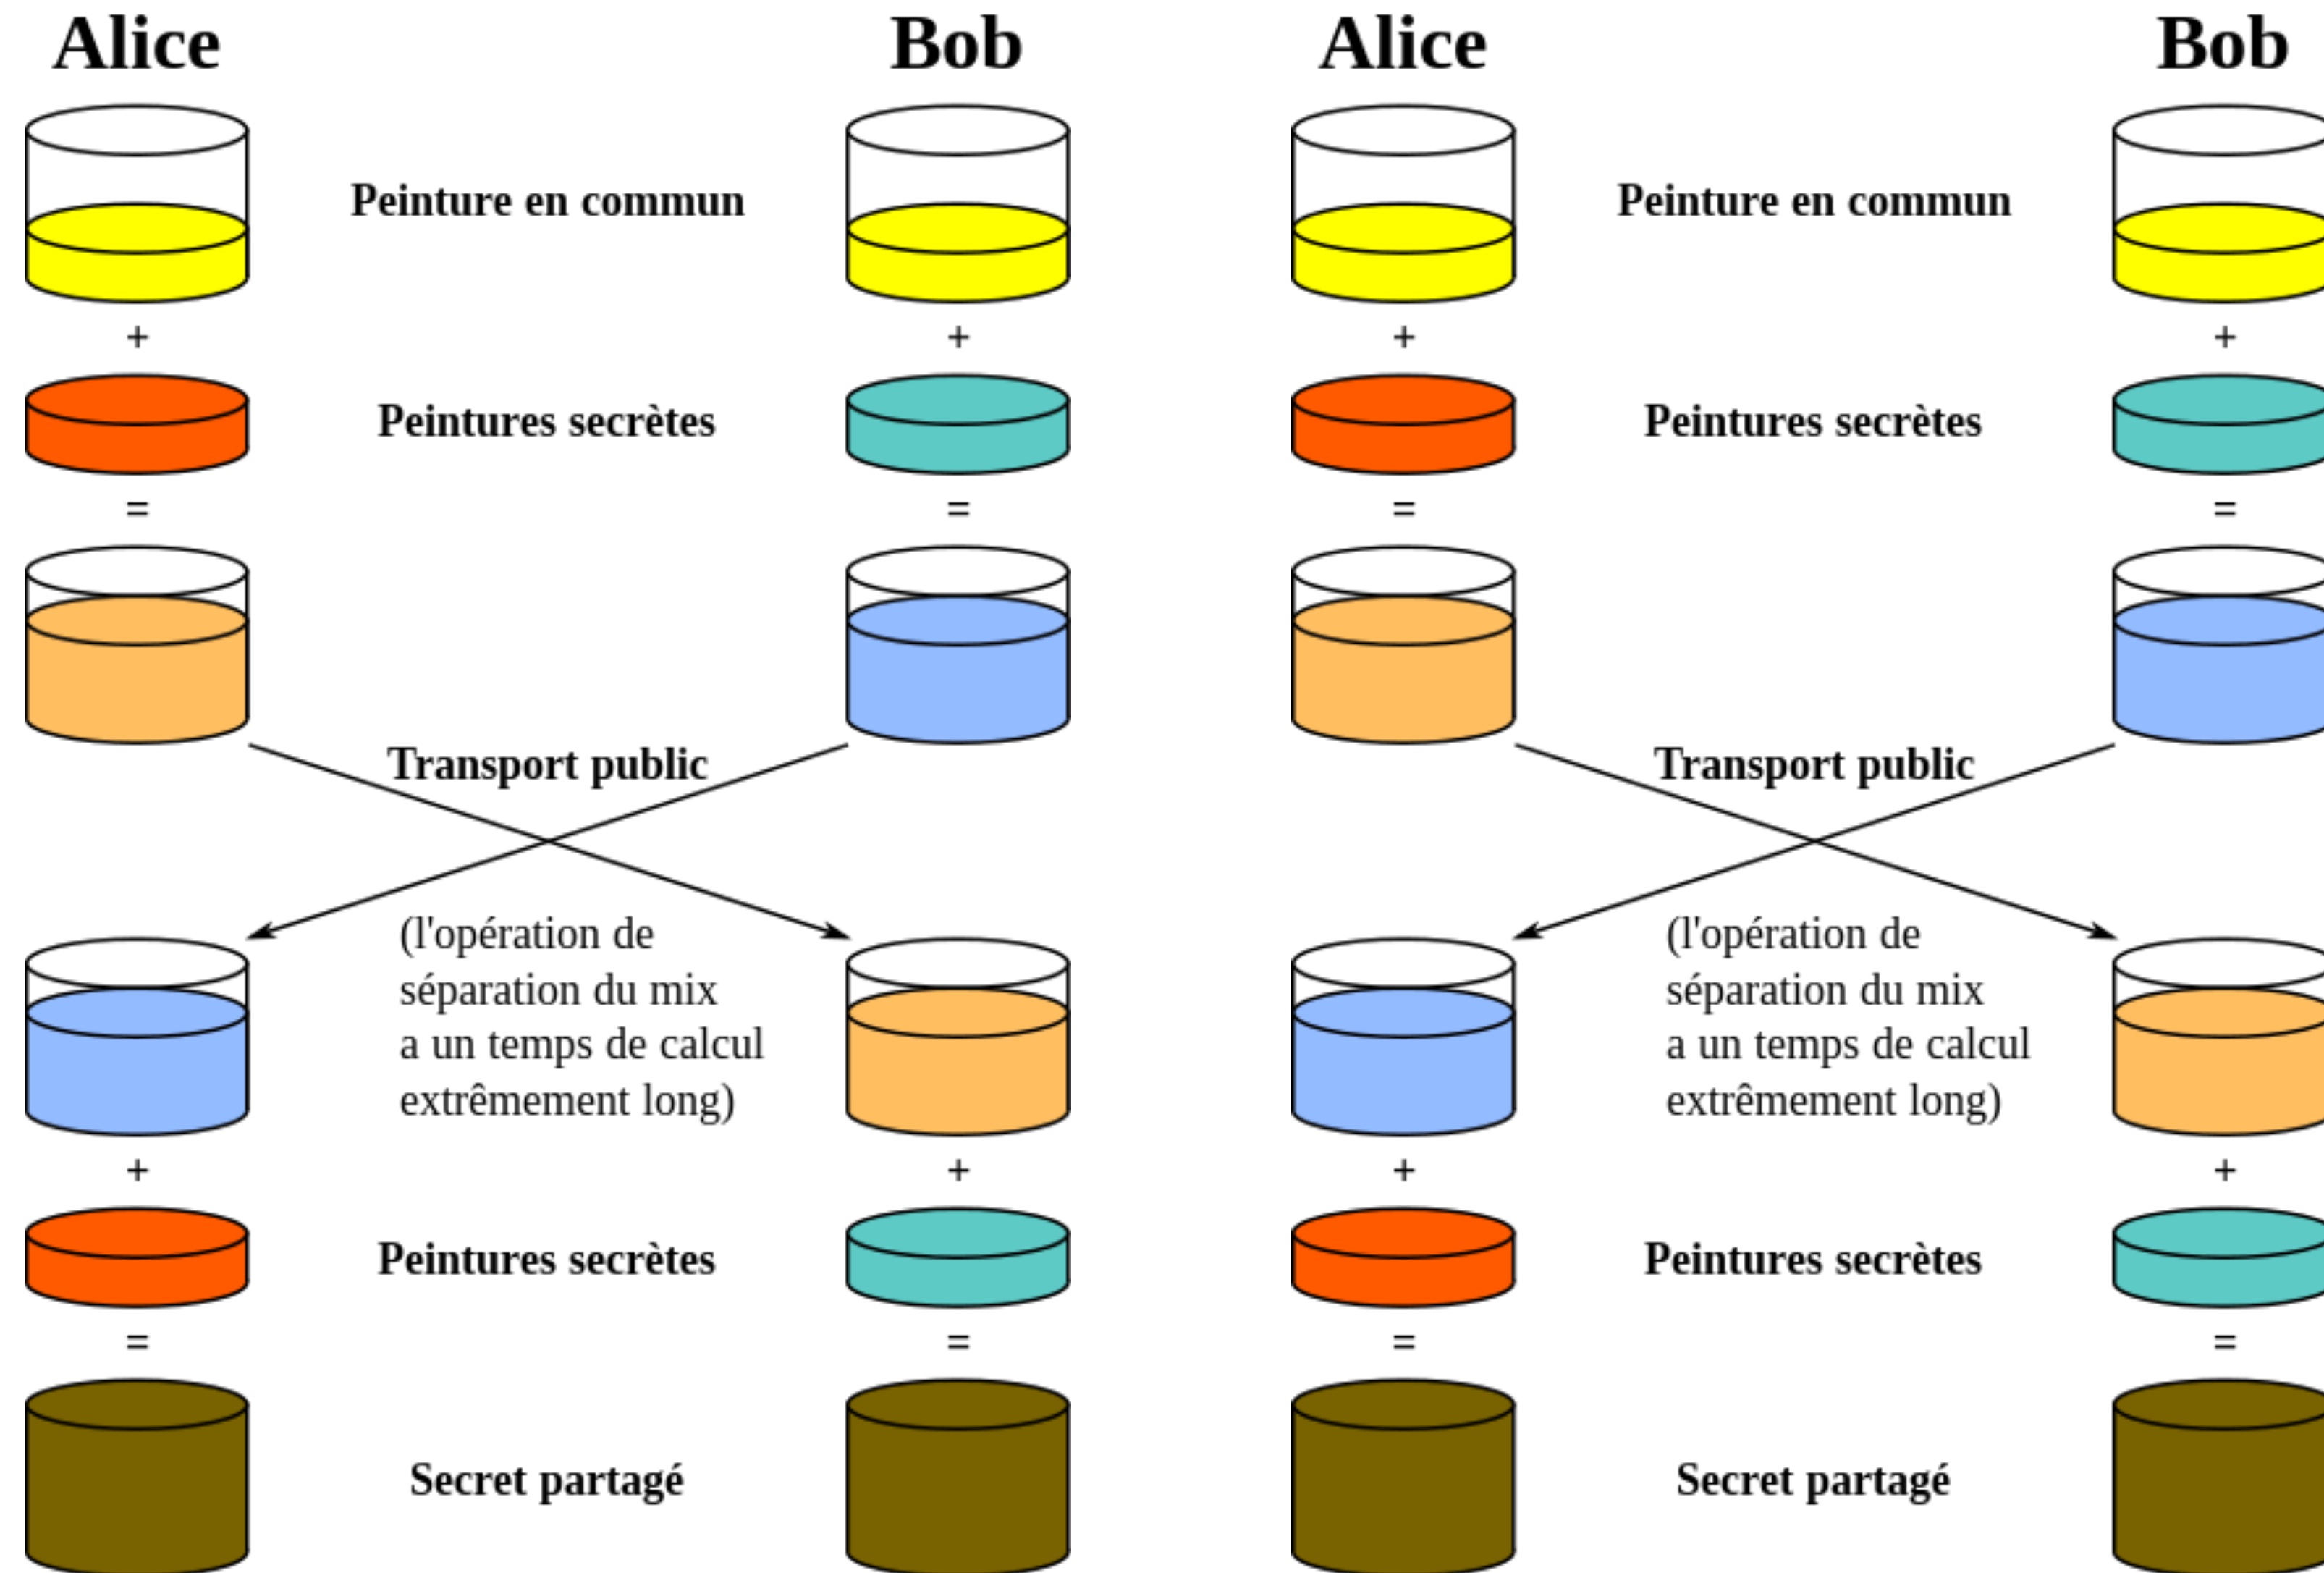 Alice
Bob
Peinture en commun
+
+
Peintures secrètes
=
=
Transport public
(l'opération de
séparation du mix
a un temps de calcul
extrêmement long)
+
+
Peintures secrètes
=
=
Secret partagé
Alice
Bob
Peinture en commun
+
+
Peintures secrètes
=
=
Transport public
(l'opération de
séparation du mix
a un temps de calcul
extrêmement long)
+
+
Peintures secrètes
=
=
Secret partagé